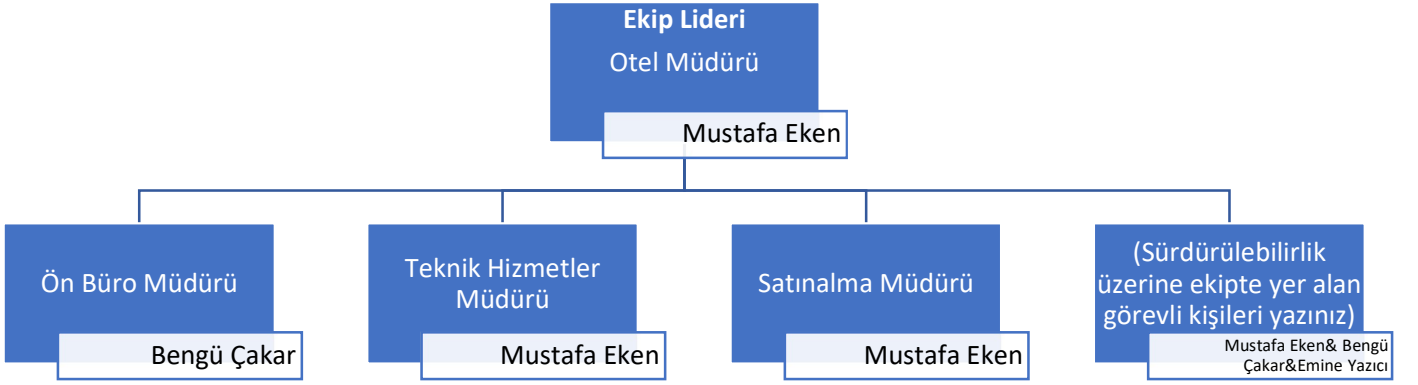 Ekip Lideri
Otel Müdürü
Mustafa Eken
Ön Büro Müdürü
Bengü Çakar
Teknik Hizmetler
Müdürü
Mustafa Eken
Satınalma Müdürü
Mustafa Eken
(Sürdürülebilirlik
üzerine ekipte yer alan
görevli kişileri yazınız)
Mustafa Eken& Bengü
Çakar&Emine Yazıcı